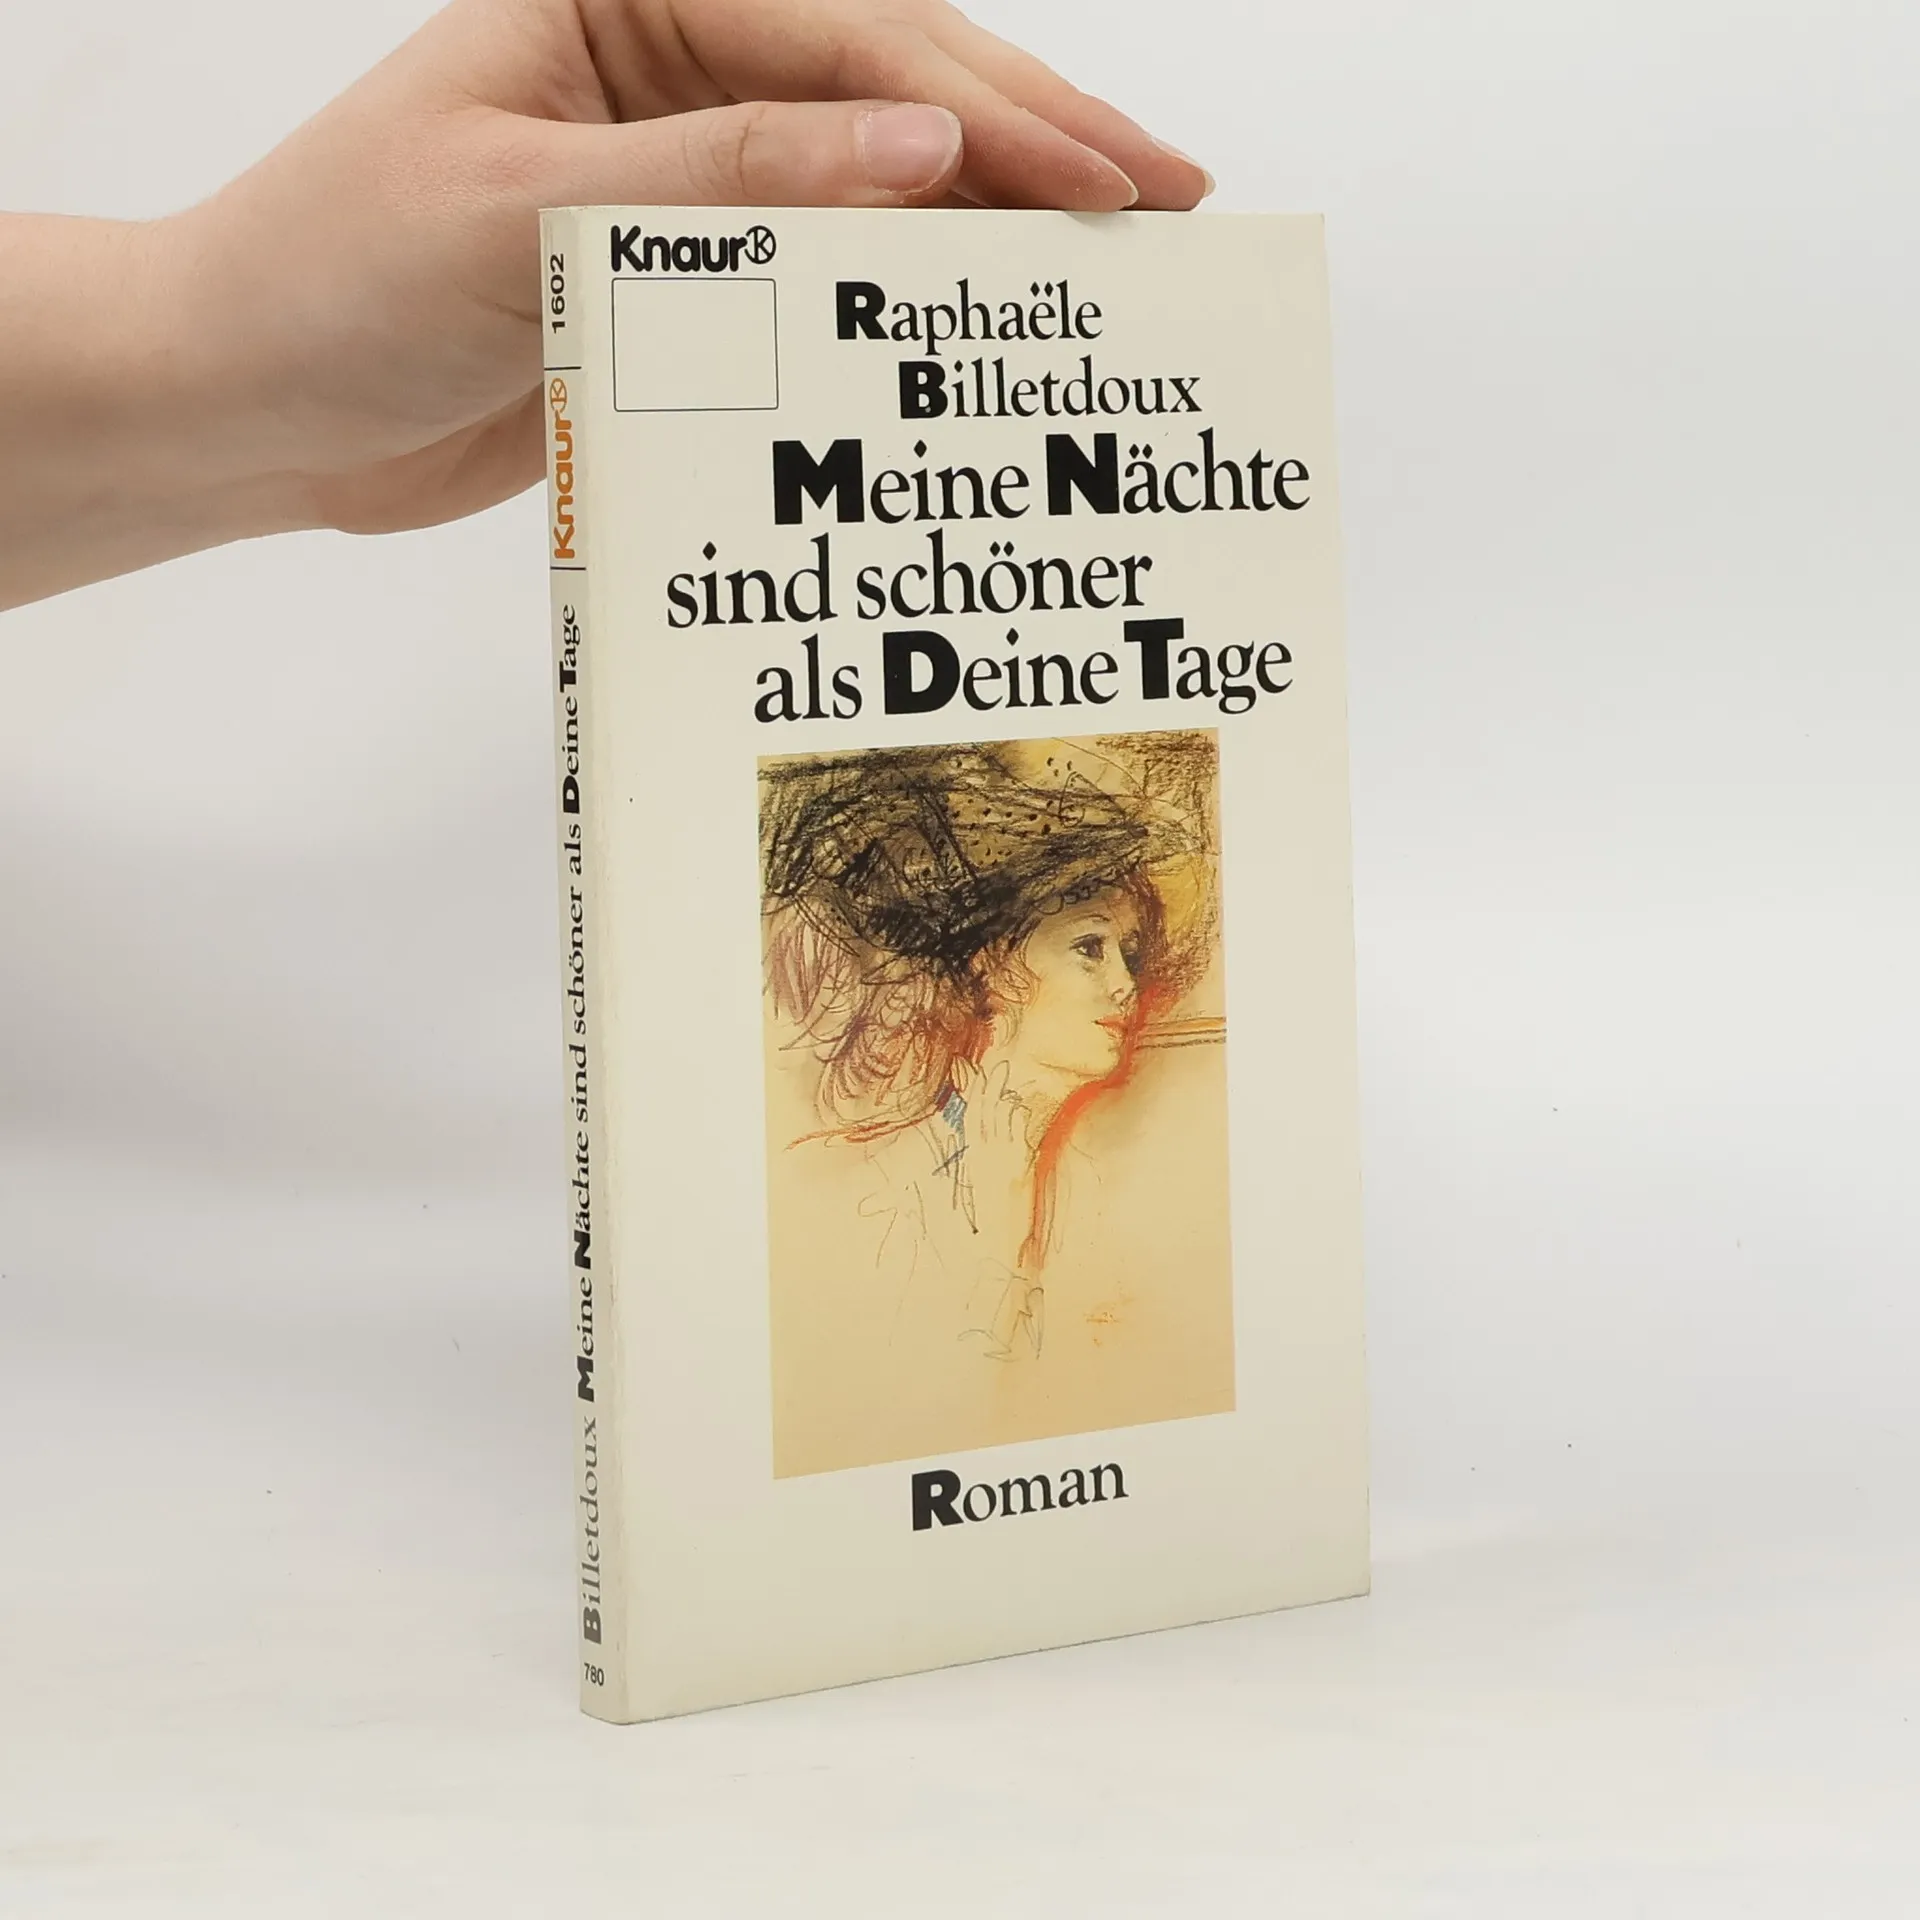 Knaur
Raphaële
Billetdoux
Meine Nächte
sind schöner
als Deine Tage
Roman
1602
Knaur
Billetdoux Meine Nächte sind schöner als Deine Tage
780